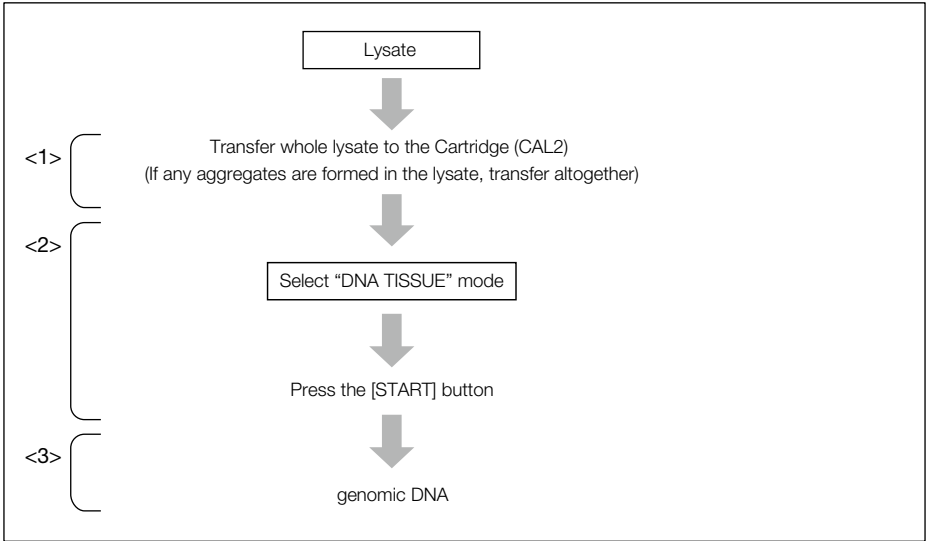 Lysate
<1>
Transfer whole lysate to the Cartridge (CAL2)
(If any aggregates are formed in the lysate, transfer altogether)
<2>
Select “DNA TISSUE” mode
Press the [START] button
<3>
genomic DNA